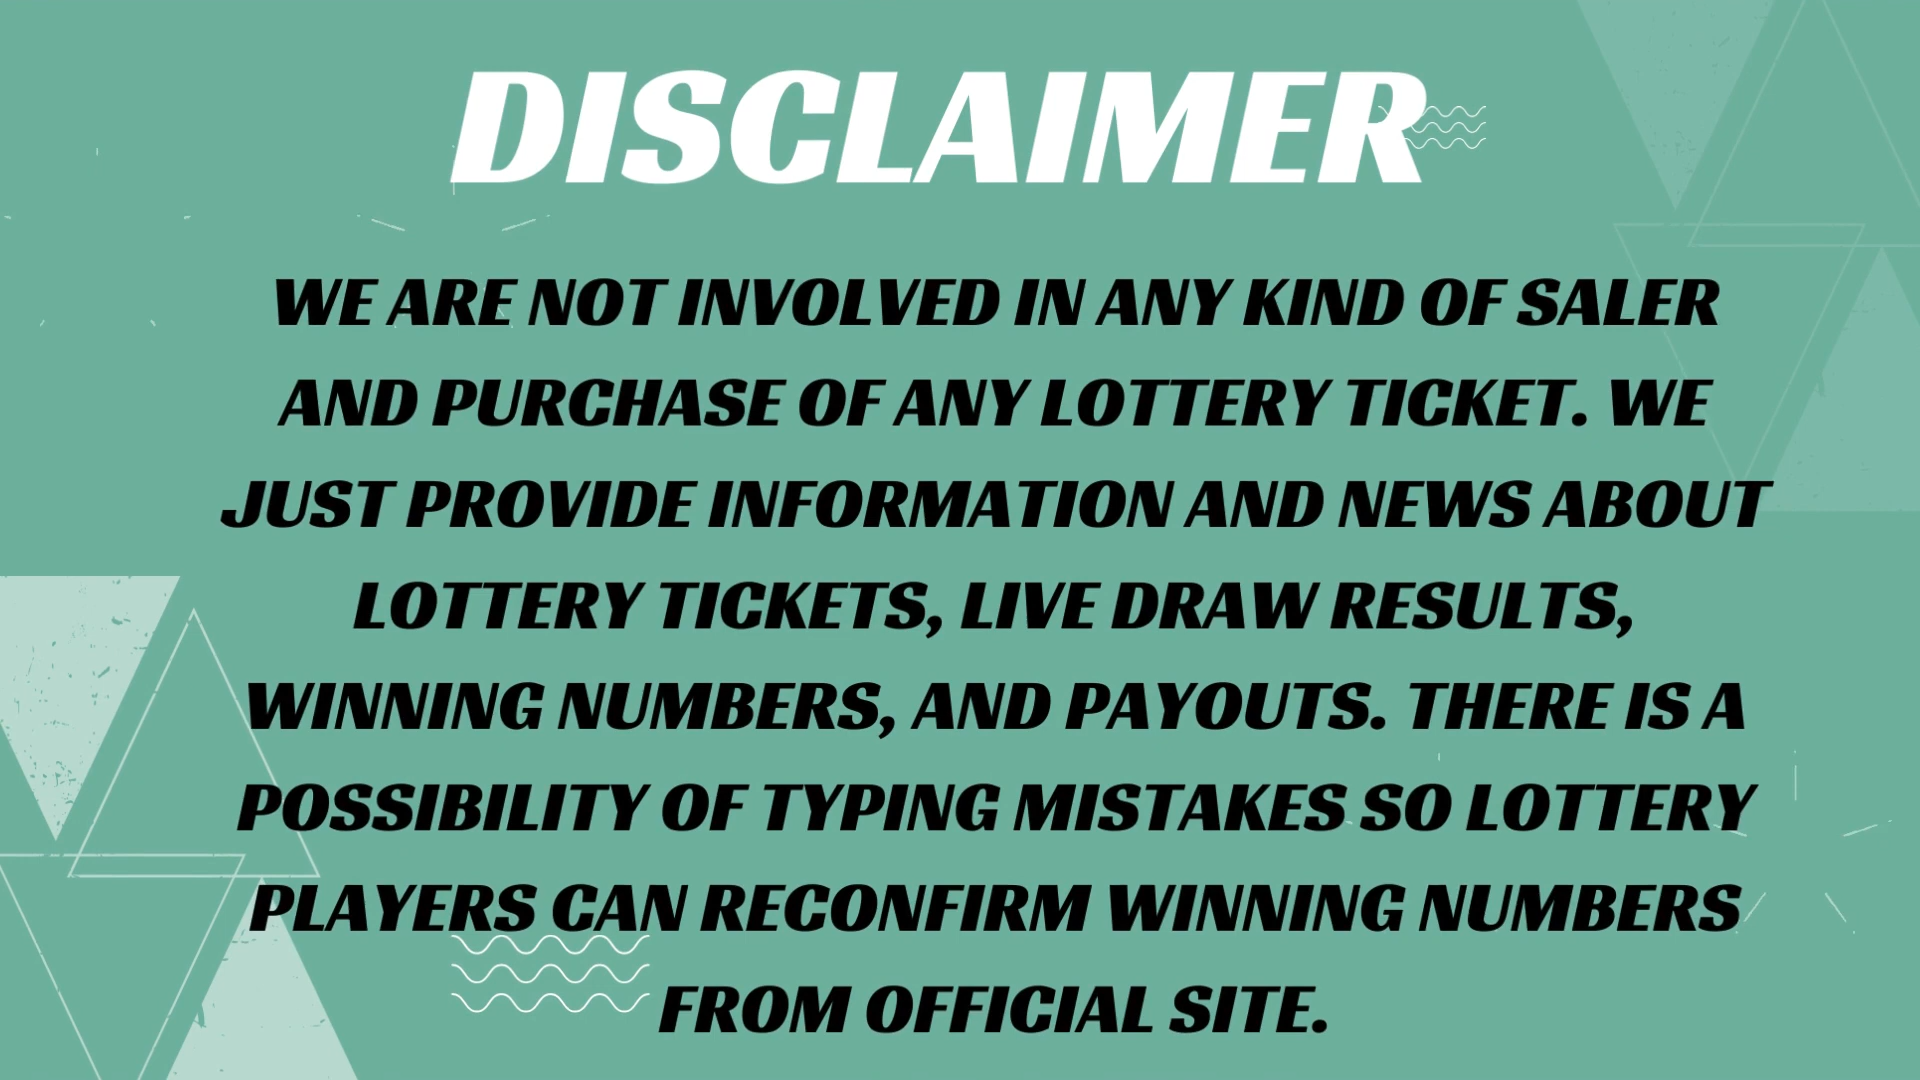 DISCLAIMER
WE ARE NOT INVOLVED IN ANY KIND OF SALER
AND PURCHASE OF ANY LOTTERY TICKET. WE
JUST PROVIDE INFORMATION AND NEWS ABOUT
LOTTERY TICKETS, LIVE DRAW RESULTS,
WINNING NUMBERS, AND PAYOUTS. THERE IS A
POSSIBILITY OF TYPING MISTAKES SO LOTTERY
PLAYERS CAN RECONFIRM WINNING NUMBERS
FROM OFFICIAL SITE.